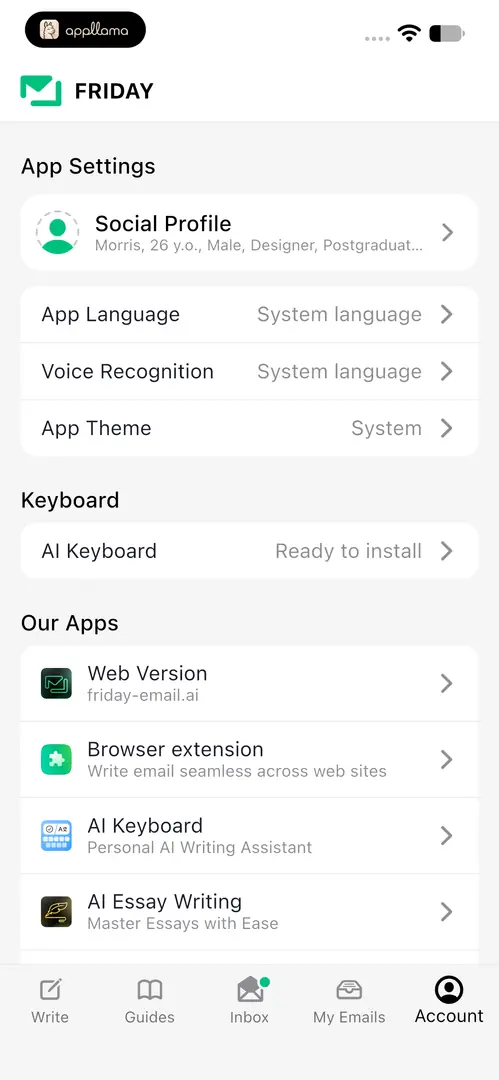 appllama
FRIDAY
App Settings
Social Profile
Morris, 26 y.o., Male, Designer, Postgraduat...
App Language System language
Voice Recognition System language
App Theme System
Keyboard
AI Keyboard Ready to install
Our Apps
Web Version
friday-email.ai
Browser extension
Write email seamless across web sites
AI Keyboard
Personal AI Writing Assistant
AI Essay Writing
Master Essays with Ease
Write Guides Inbox My Emails Account